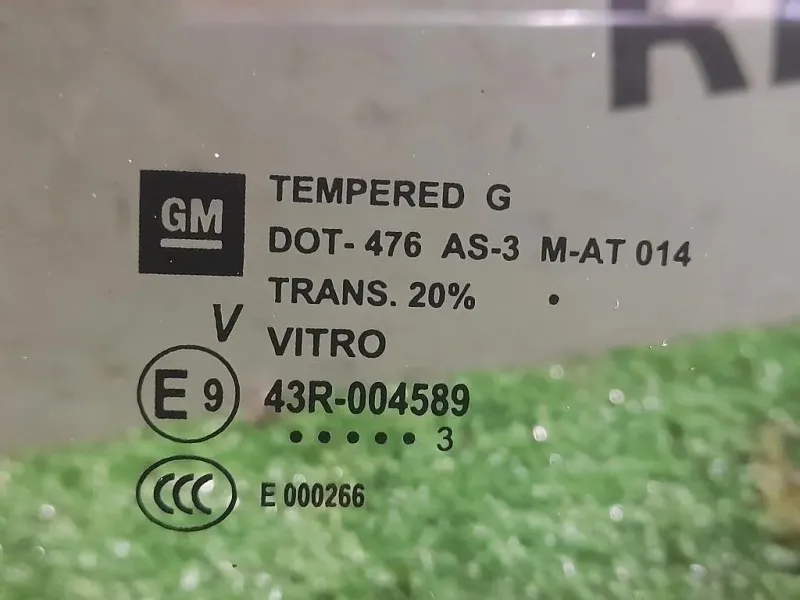 GM
TEMPERED G
DOT- 476 AS-3 M-AT 014
TRANS. 20% •
V VITRO
E 9 43R-004589
• • • • • 3
CCC E 000266